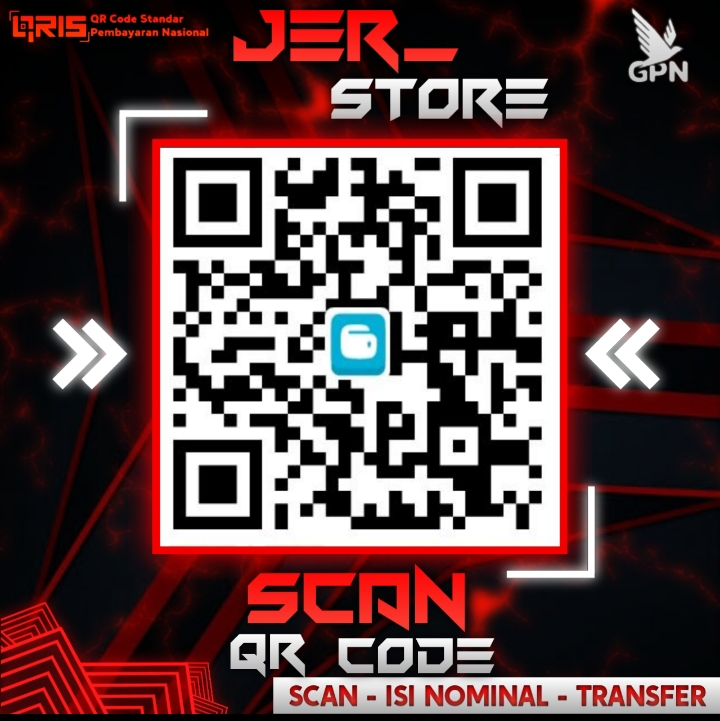 QRIS
QR Code Standar
Pembayaran Nasional
JER_
STORE
GPN
SCAN
QR CODE
SCAN - ISI NOMINAL - TRANSFER